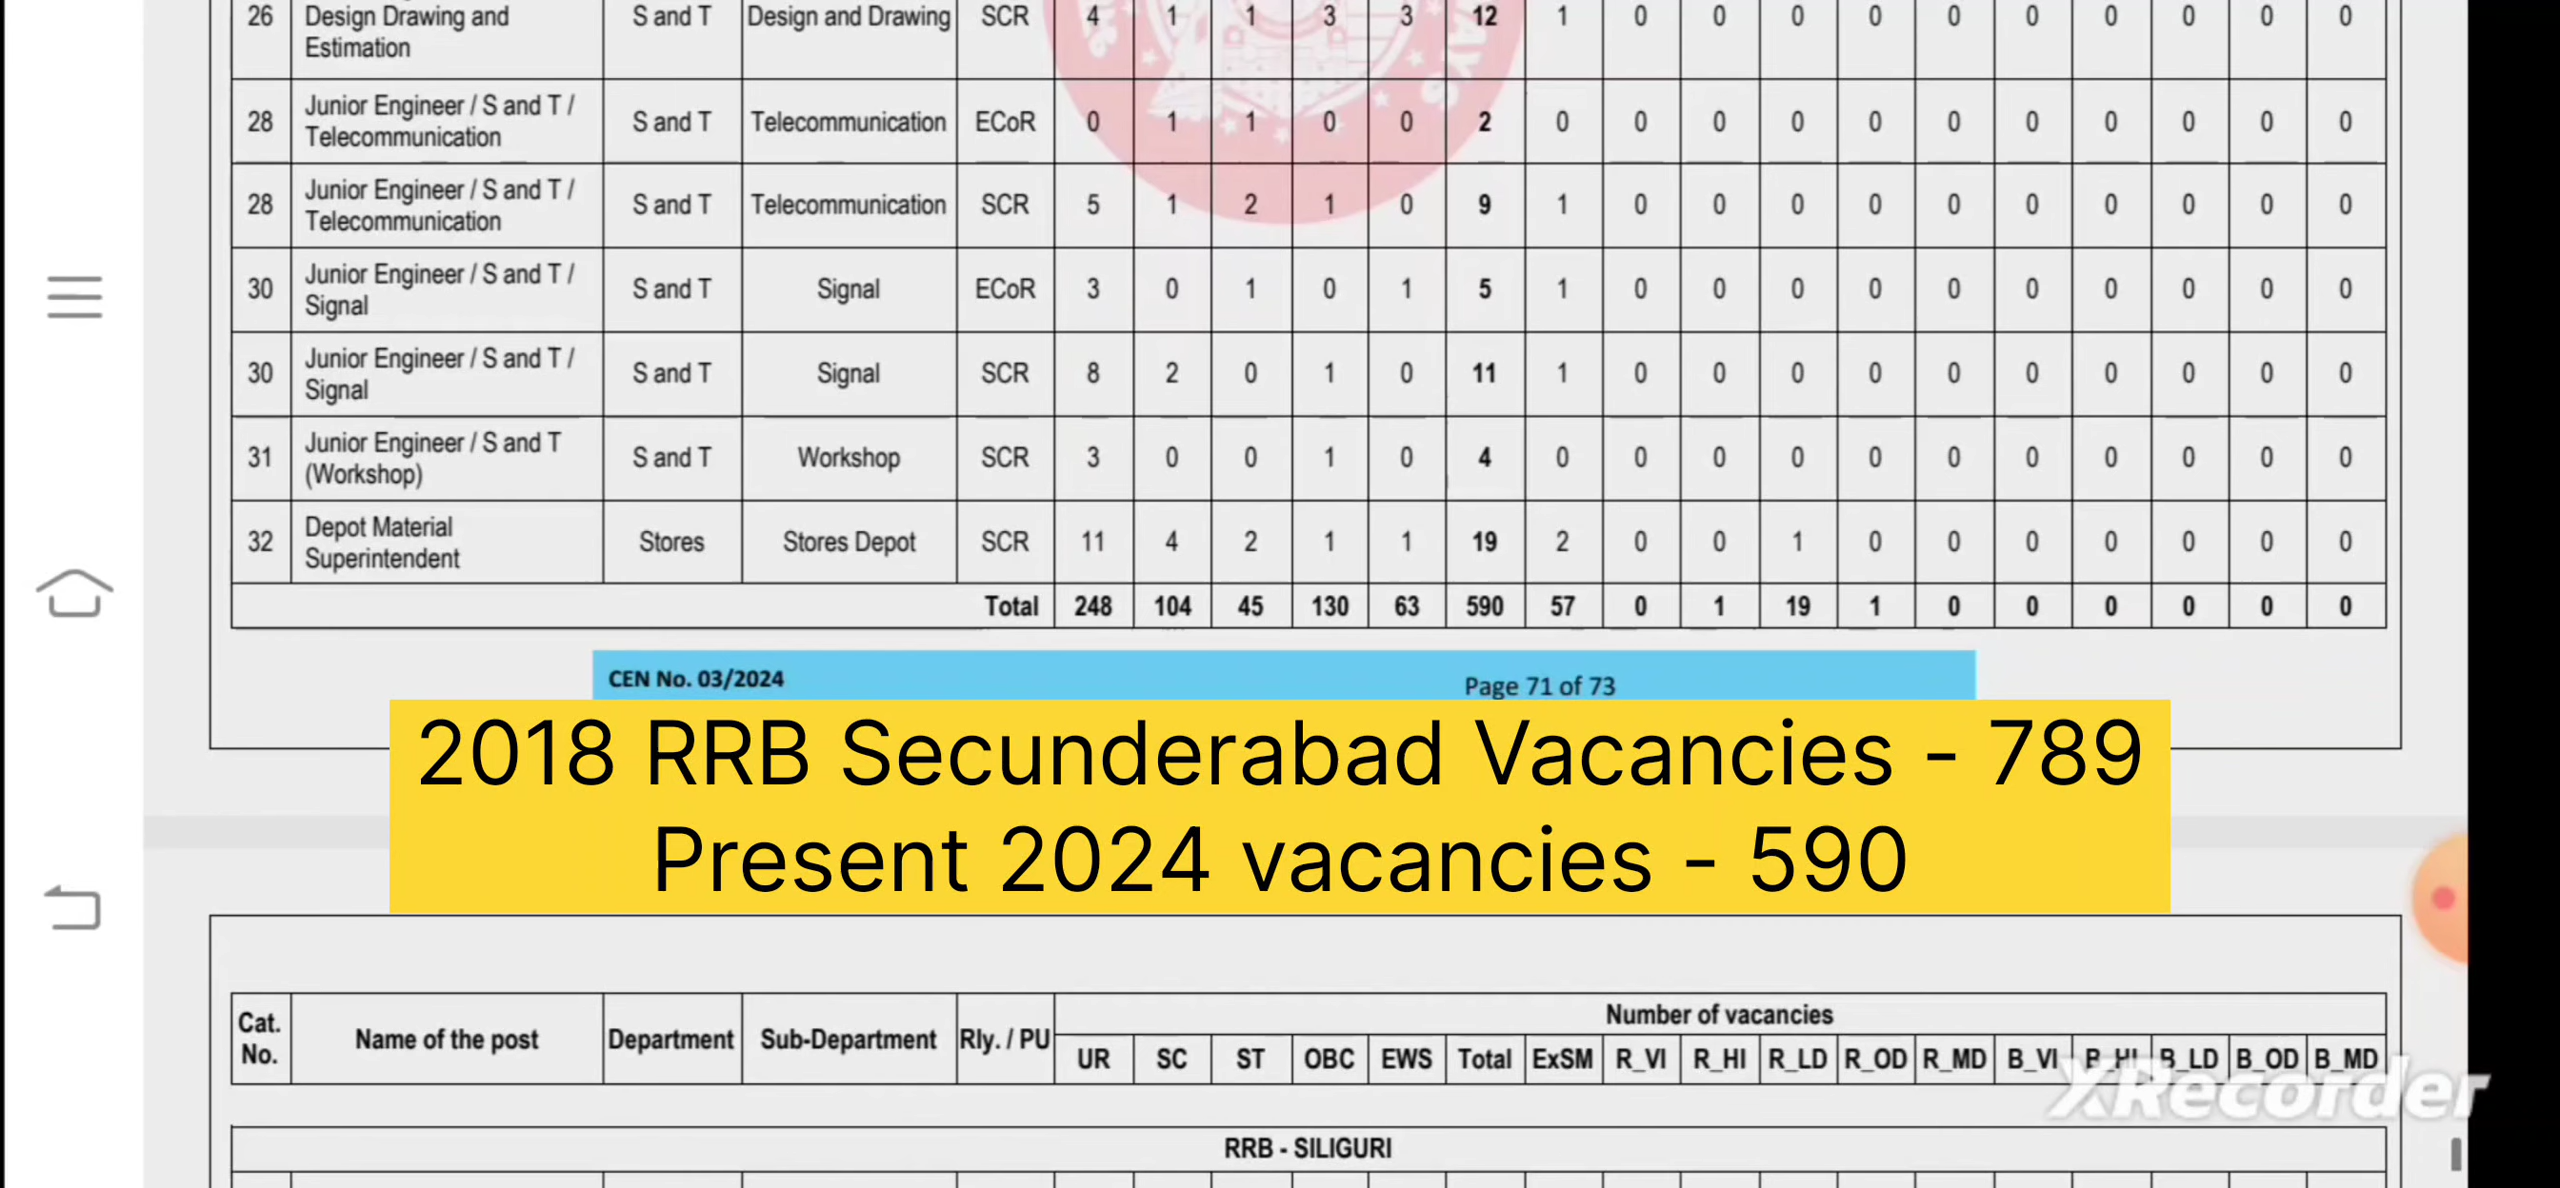 26 Design Drawing and Estimation S and T Design and Drawing SCR 4 1 1 3 3 12 1 0 0 0 0 0 0 0 0 0 0
28 Junior Engineer / S and T / Telecommunication S and T Telecommunication ECoR 0 1 1 0 0 2 0 0 0 0 0 0 0 0 0 0 0
28 Junior Engineer / S and T / Telecommunication S and T Telecommunication SCR 5 1 2 1 0 9 1 0 0 0 0 0 0 0 0 0 0
30 Junior Engineer / S and T / Signal S and T Signal ECoR 3 0 1 0 1 5 1 0 0 0 0 0 0 0 0 0 0
30 Junior Engineer / S and T / Signal S and T Signal SCR 8 2 0 1 0 11 1 0 0 0 0 0 0 0 0 0 0
31 Junior Engineer / S and T (Workshop) S and T Workshop SCR 3 0 0 1 0 4 0 0 0 0 0 0 0 0 0 0 0
32 Depot Material Superintendent Stores Stores Depot SCR 11 4 2 1 1 19 2 0 0 1 0 0 0 0 0 0 0
Total 248 104 45 130 63 590 57 0 1 19 1 0 0 0 0 0 0
CEN No. 03/2024 Page 71 of 73
2018 RRB Secunderabad Vacancies - 789
Present 2024 vacancies - 590
Cat. No. Name of the post Department Sub-Department Rly. / PU Number of vacancies
UR SC ST OBC EWS Total ExSM R_VI R_HI R_LD R_OD R_MD B_VI B_HI B_LD B_OD B_MD
XRecorder
RRB - SILIGURI